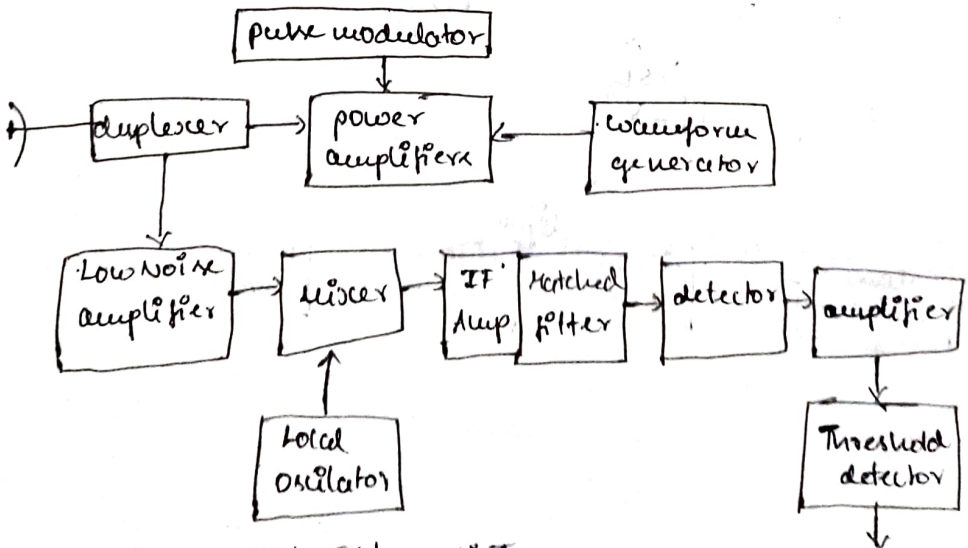 pulse modulator
duplexer
power
amplifiers
waveform
generator
Low Noise
amplifier
Mixer
IF
Amp
Matched
filter
detector
amplifier
Local
Oscilator
Threshold
detector